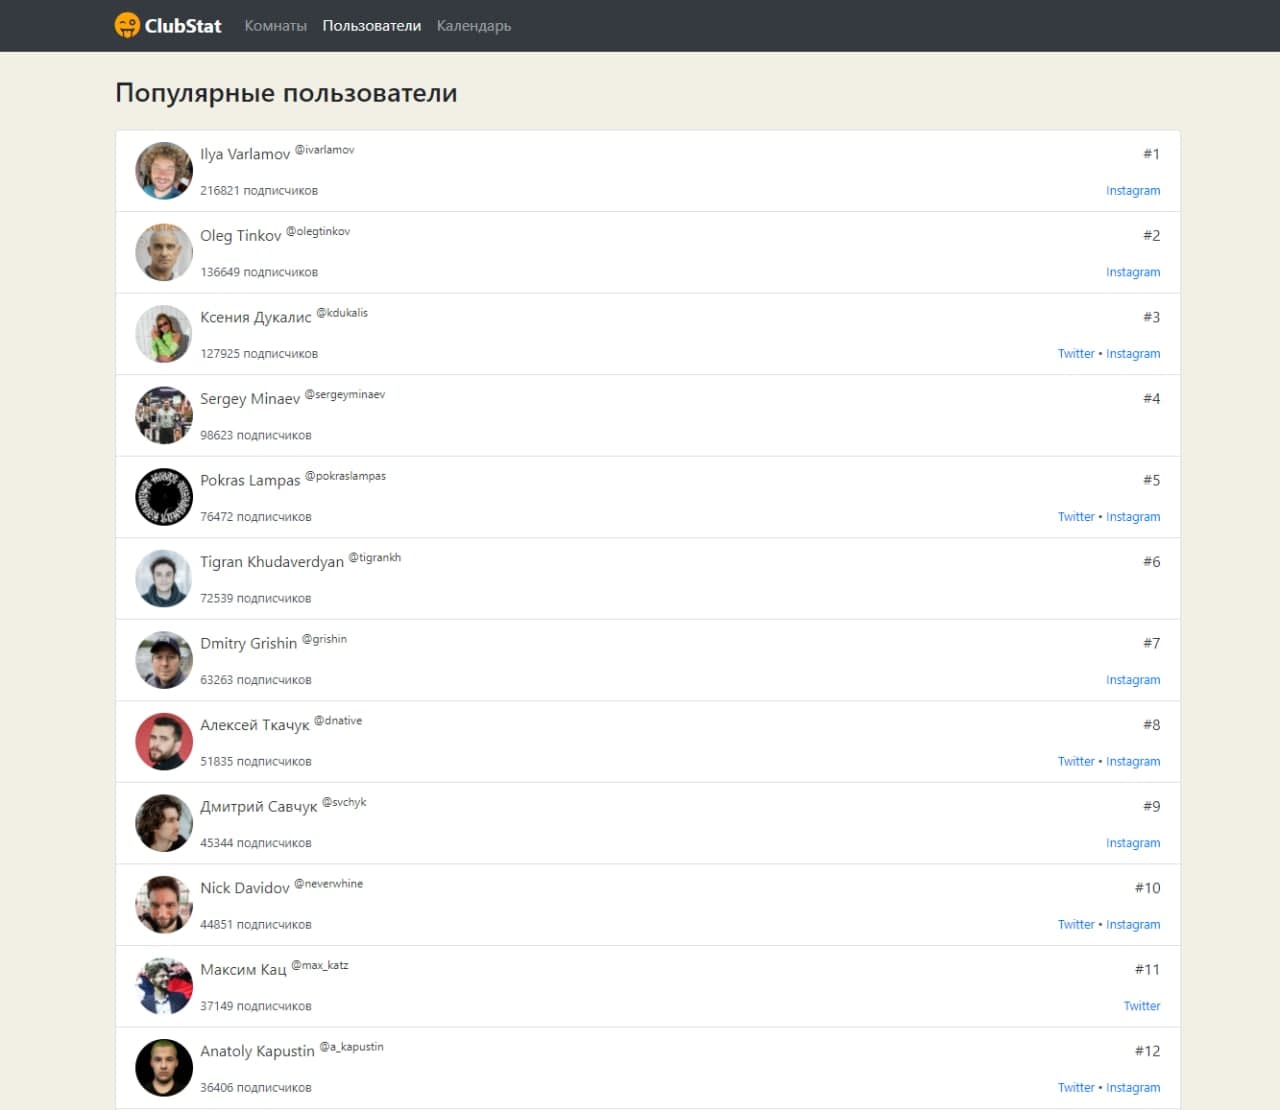 ClubStat Комнаты Пользователи Календарь
Популярные пользователи
Ilya Varlamov @ivarlamov #1
216821 подписчиков Instagram
Oleg Tinkov @olegtinkov #2
136649 подписчиков Instagram
Ксения Дукалис @kdukalis #3
127925 подписчиков Twitter • Instagram
Sergey Minaev @sergeyminaev #4
98623 подписчиков
Pokras Lampas @pokraslampas #5
76472 подписчиков Twitter • Instagram
Tigran Khudaverdyan @tigrankh #6
72539 подписчиков
Dmitry Grishin @grishin #7
63263 подписчиков Instagram
Алексей Ткачук @dnative #8
51835 подписчиков Twitter • Instagram
Дмитрий Савчук @svchyk #9
45344 подписчиков Instagram
Nick Davidov @neverwhine #10
44851 подписчиков Twitter • Instagram
Максим Кац @max_katz #11
37149 подписчиков Twitter
Anatoly Kapustin @a_kapustin #12
36406 подписчиков Twitter • Instagram